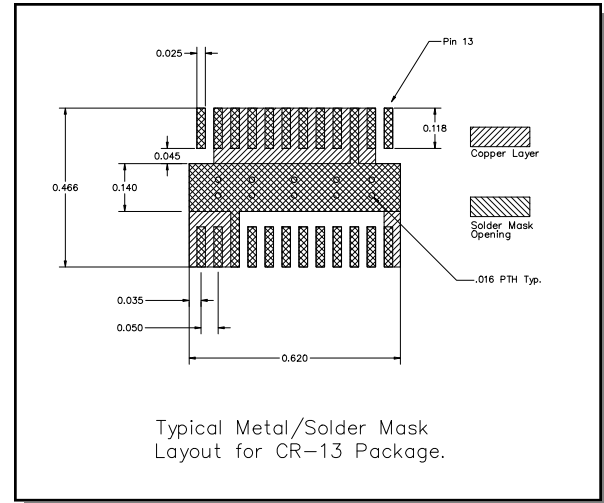 Pin 13
0.025
0.118
0.045
Copper Layer
0.466
0.140
Solder Mask
Opening
.016 PTH Typ.
0.035
0.050
0.620
Typical Metal/Solder Mask
Layout for CR-13 Package.